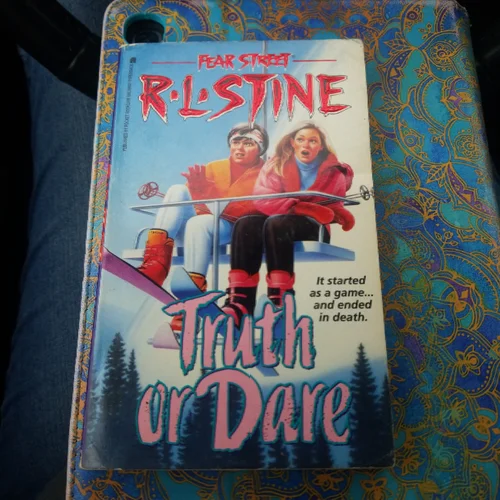 FEAR STREET
R·L·STINE
It started
as a game...
and ended
in death.
Truth
or Dare